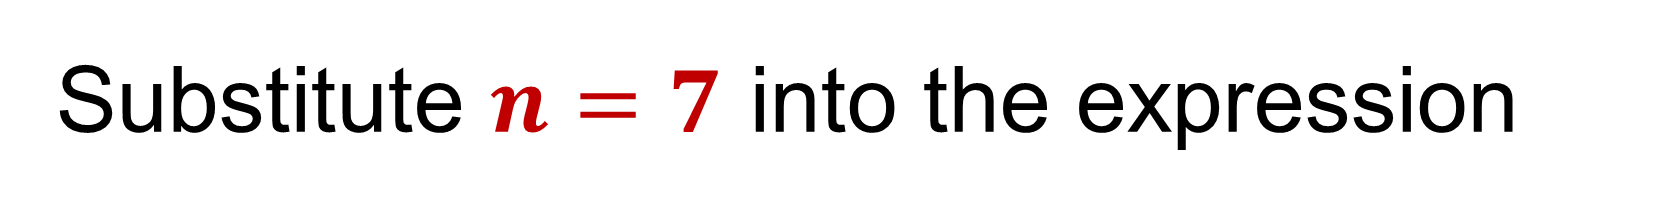 Substitute n = 7 into the expression